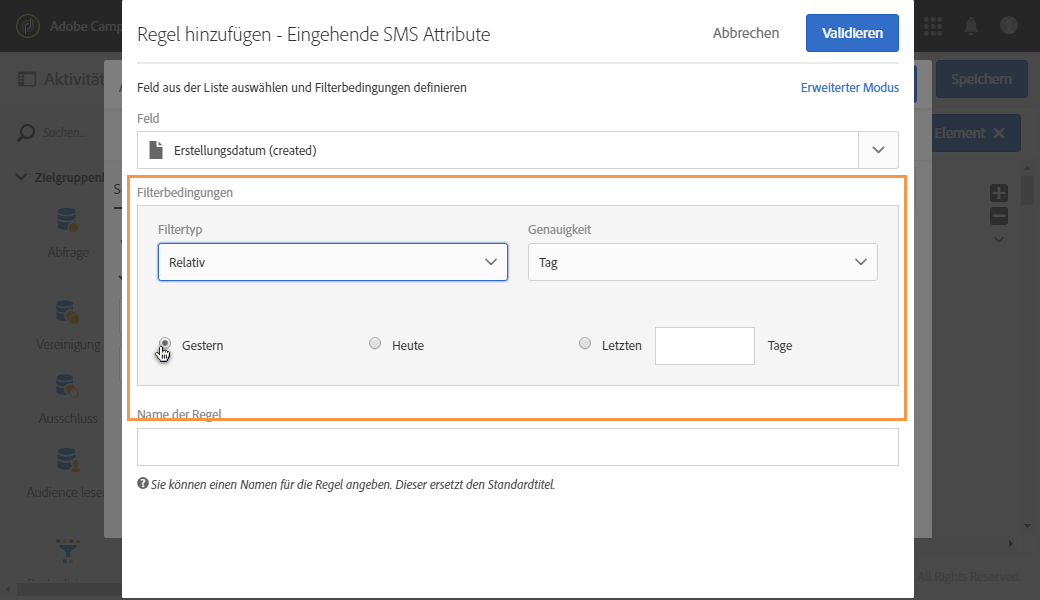 Adobe Camp
Regel hinzufügen - Eingehende SMS Attribute
Abbrechen
Validieren
Aktivität
Speichern
Feld aus der Liste auswählen und Filterbedingungen definieren
Erweiterter Modus
Feld
Suchen...
Erstellungsdatum (created)
Element
Zielgruppen
Filterbedingungen
Filtertyp
Genauigkeit
Relativ
Tag
Abfrage
Gestern
Heute
Letzten
Tage
Vereinigung
Name der Regel
Ausschluss
Sie können einen Namen für die Regel angeben. Dieser ersetzt den Standardtitel.
Audience lesen
All Rights Reserved.